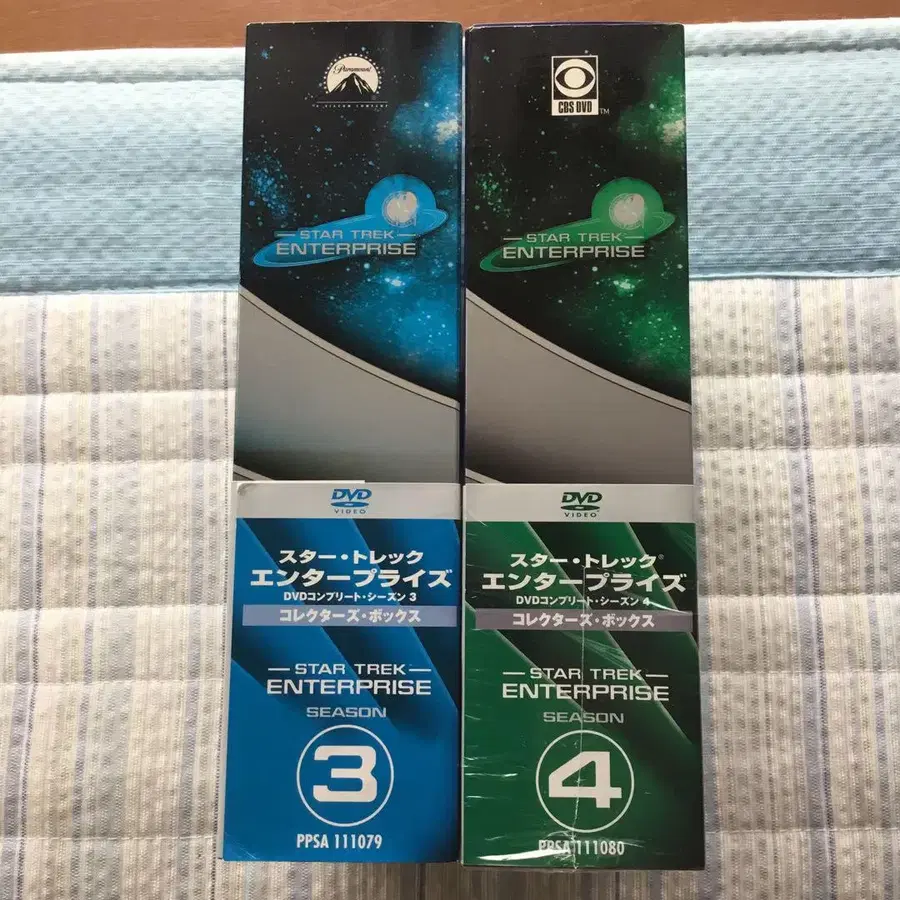 Paramount
A VIACOM COMPANY
STAR TREK
ENTERPRISE
DVD
VIDEO
スター・トレック
エンタープライズ
DVDコンプリート・シーズン 3
コレクターズ・ボックス
STAR TREK
ENTERPRISE
SEASON
3
PPSA 111079
CBS DVD™
STAR TREK
ENTERPRISE
DVD
VIDEO
スター・トレック®
エンタープライズ
DVDコンプリート・シーズン 4
コレクターズ・ボックス
STAR TREK
ENTERPRISE
SEASON
4
PPSA 111080